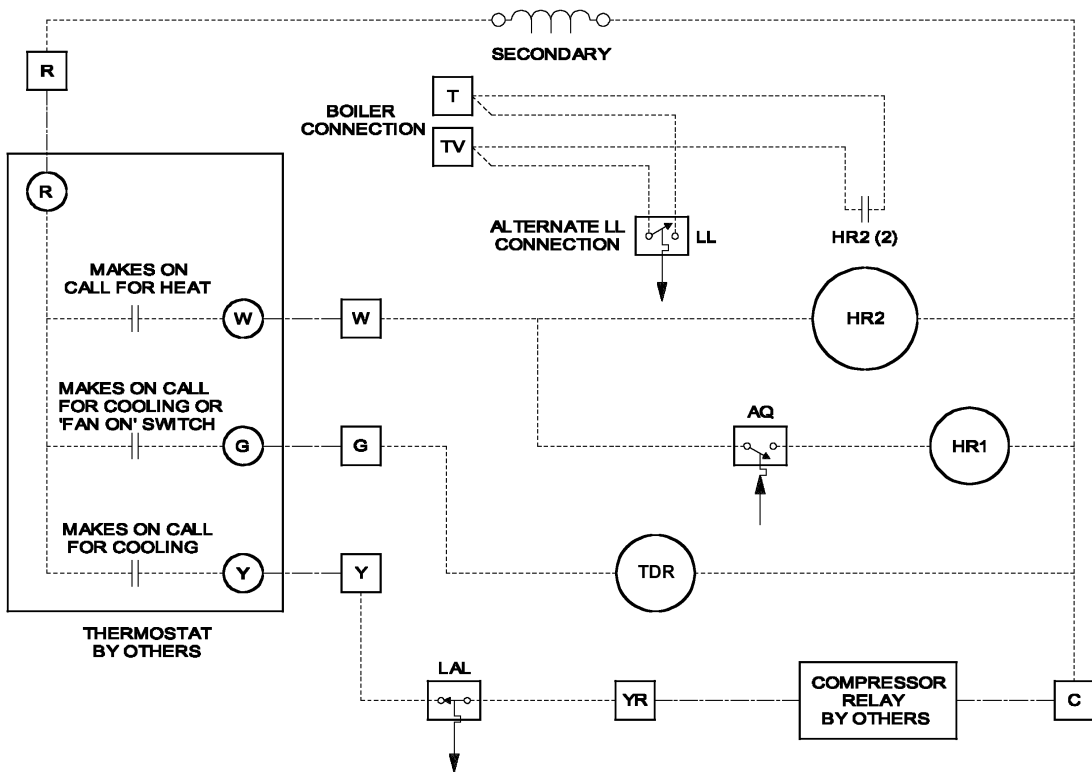 SECONDARY
R
T
BOILER
CONNECTION
TV
R
ALTERNATE LL
CONNECTION
LL
HR2 (2)
MAKES ON
CALL FOR HEAT
W
W
HR2
MAKES ON CALL
FOR COOLING OR
'FAN ON' SWITCH
G
G
AQ
HR1
MAKES ON CALL
FOR COOLING
Y
Y
TDR
THERMOSTAT
BY OTHERS
LAL
YR
COMPRESSOR
RELAY
BY OTHERS
C